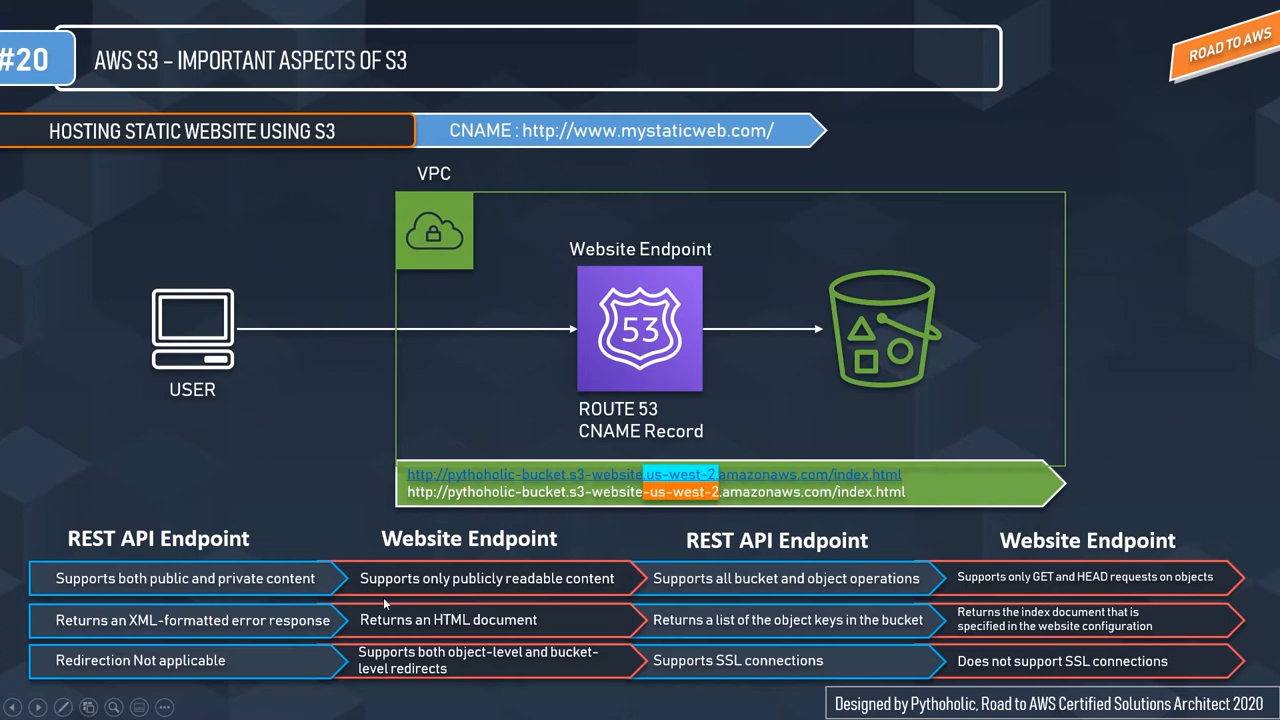 #20
AWS S3 – IMPORTANT ASPECTS OF S3
ROAD TO AWS
HOSTING STATIC WEBSITE USING S3
CNAME : http://www.mystaticweb.com/
VPC
Website Endpoint
53
USER
ROUTE 53
CNAME Record
http://pythoholic-bucket.s3-website.us-west-2.amazonaws.com/index.html
http://pythoholic-bucket.s3-website-us-west-2.amazonaws.com/index.html
REST API Endpoint
Website Endpoint
REST API Endpoint
Website Endpoint
Supports both public and private content
Supports only publicly readable content
Supports all bucket and object operations
Supports only GET and HEAD requests on objects
Returns an XML-formatted error response
Returns an HTML document
Returns a list of the object keys in the bucket
Returns the index document that is
specified in the website configuration
Redirection Not applicable
Supports both object-level and bucket-
level redirects
Supports SSL connections
Does not support SSL connections
Designed by Pythoholic, Road to AWS Certified Solutions Architect 2020